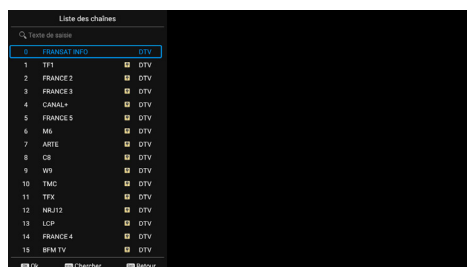 Liste des chaînes
Texte de saisie
0 FRANSAT INFO DTV
1 TF1 DTV
2 FRANCE 2 DTV
3 FRANCE 3 DTV
4 CANAL+ DTV
5 FRANCE 5 DTV
6 M6 DTV
7 ARTE DTV
8 C8 DTV
9 W9 DTV
10 TMC DTV
11 TFX DTV
12 NRJ12 DTV
13 LCP DTV
14 FRANCE 4 DTV
15 BFM TV DTV
Ok Chercher Retour